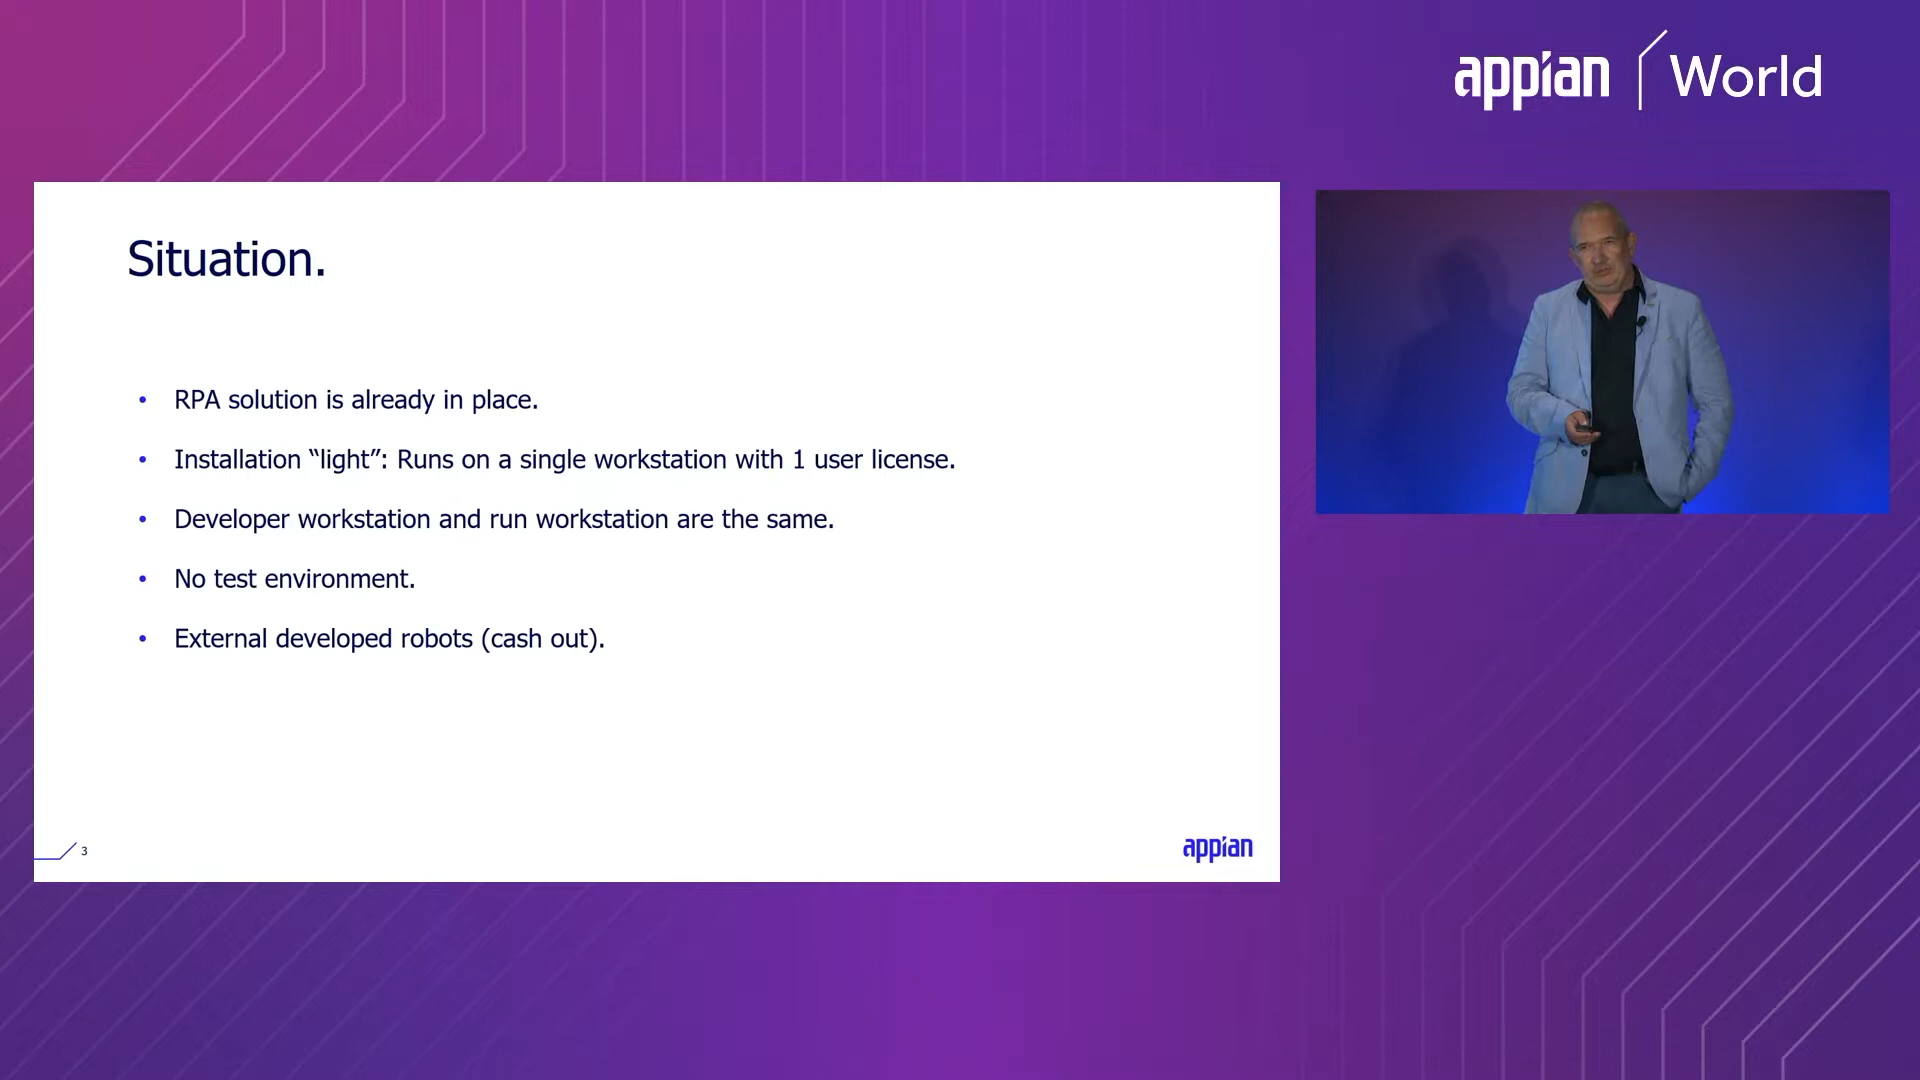 appian World
Situation.
• RPA solution is already in place.
• Installation “light”: Runs on a single workstation with 1 user license.
• Developer workstation and run workstation are the same.
• No test environment.
• External developed robots (cash out).
3
appian